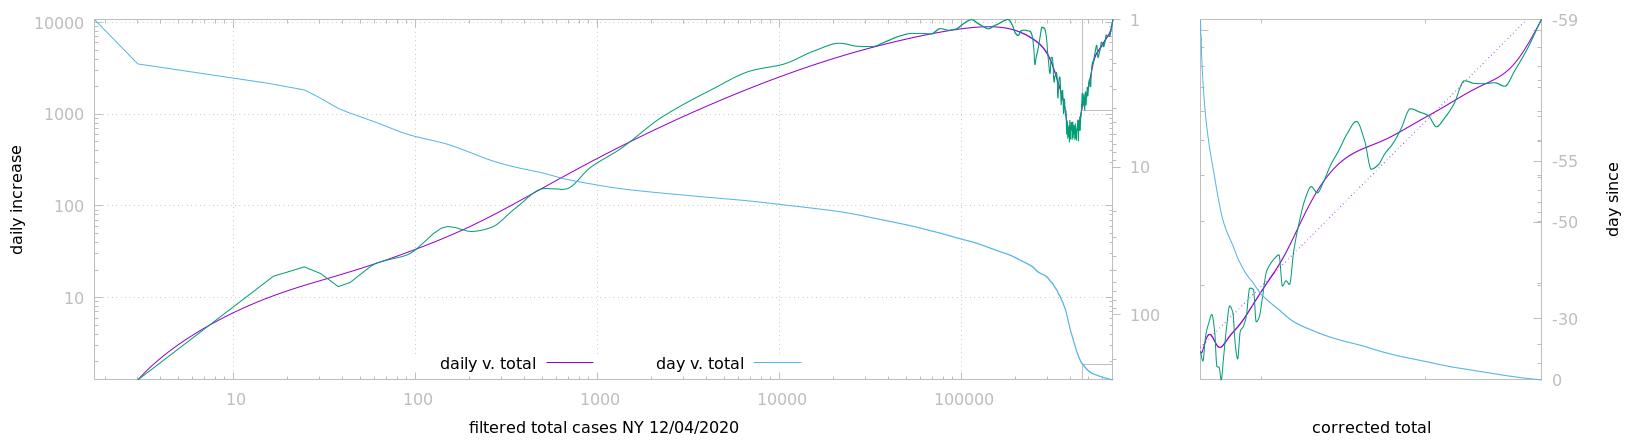 10000
1000
100
10
daily increase
1
10
100
daily v. total
day v. total
10
100
1000
10000
100000
filtered total cases NY 12/04/2020
-59
-55
-50
-30
0
day since
corrected total